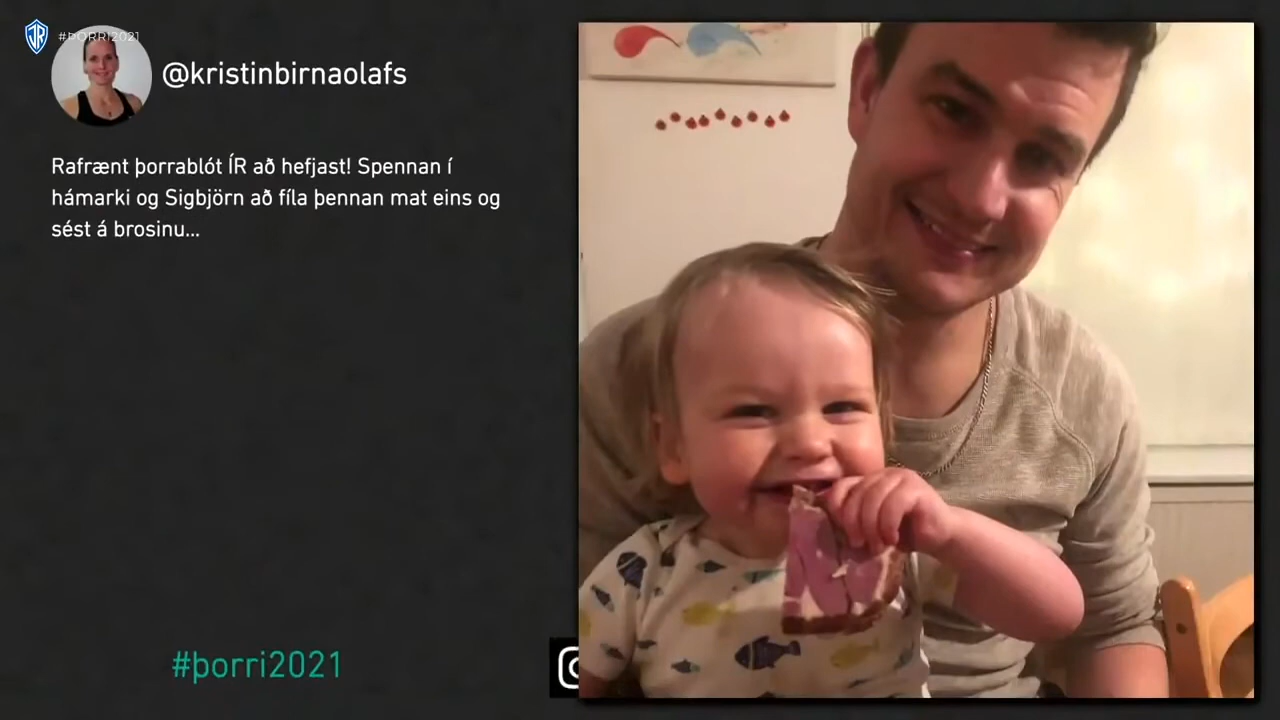 #ÞORRI2021
@kristinbirnaolafs
Rafrænt þorrablót ÍR að hefjast! Spennan í
hámarki og Sigbjörn að fíla þennan mat eins og
sést á brosinu...
#þorri2021